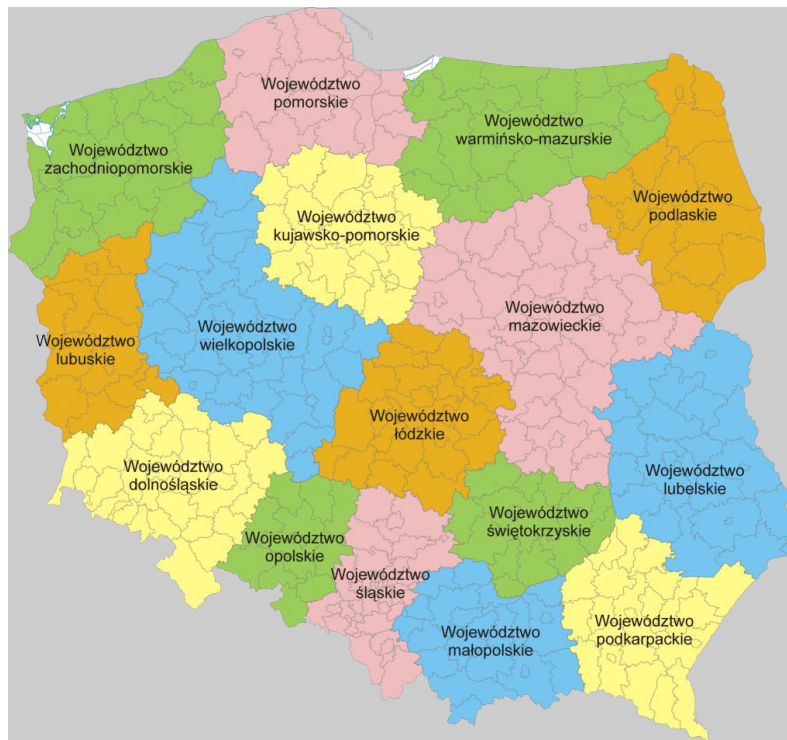 Województwo
pomorskie
Województwo
warmińsko-mazurskie
Województwo
zachodniopomorskie
Województwo
podlaskie
Województwo
kujawsko-pomorskie
Województwo
mazowieckie
Województwo
wielkopolskie
Województwo
lubuskie
Województwo
łódzkie
Województwo
dolnośląskie
Województwo
lubelskie
Województwo
świętokrzyskie
Województwo
opolskie
Województwo
śląskie
Województwo
podkarpackie
Województwo
małopolskie